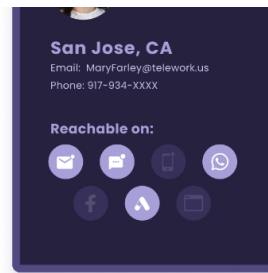 San Jose, CA
Email: MaryFarley@telework.us
Phone: 917-934-XXXX
Reachable on: